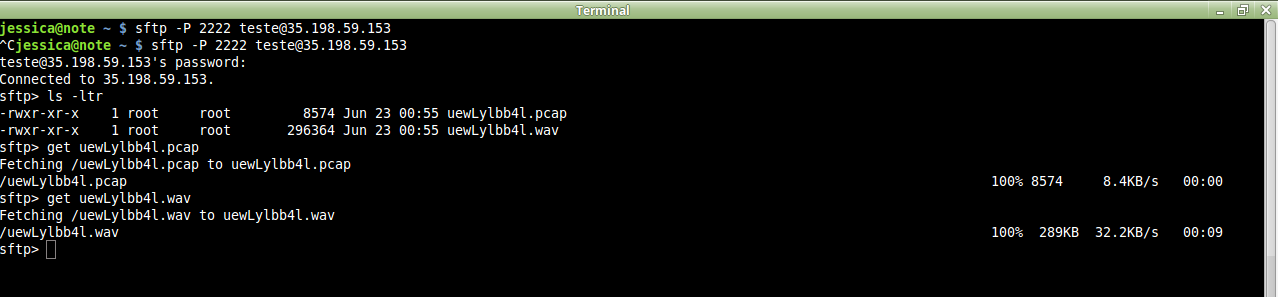 Terminal
jessica@note ~ $ sftp -P 2222 teste@35.198.59.153
^Cjessica@note ~ $ sftp -P 2222 teste@35.198.59.153
teste@35.198.59.153's password:
Connected to 35.198.59.153.
sftp> ls -ltr
-rwxr-xr-x    1 root     root         8574 Jun 23 00:55 uewLylbb4l.pcap
-rwxr-xr-x    1 root     root       296364 Jun 23 00:55 uewLylbb4l.wav
sftp> get uewLylbb4l.pcap
Fetching /uewLylbb4l.pcap to uewLylbb4l.pcap
/uewLylbb4l.pcap 100% 8574     8.4KB/s   00:00
sftp> get uewLylbb4l.wav
Fetching /uewLylbb4l.wav to uewLylbb4l.wav
/uewLylbb4l.wav 100%  289KB  32.2KB/s   00:09
sftp>